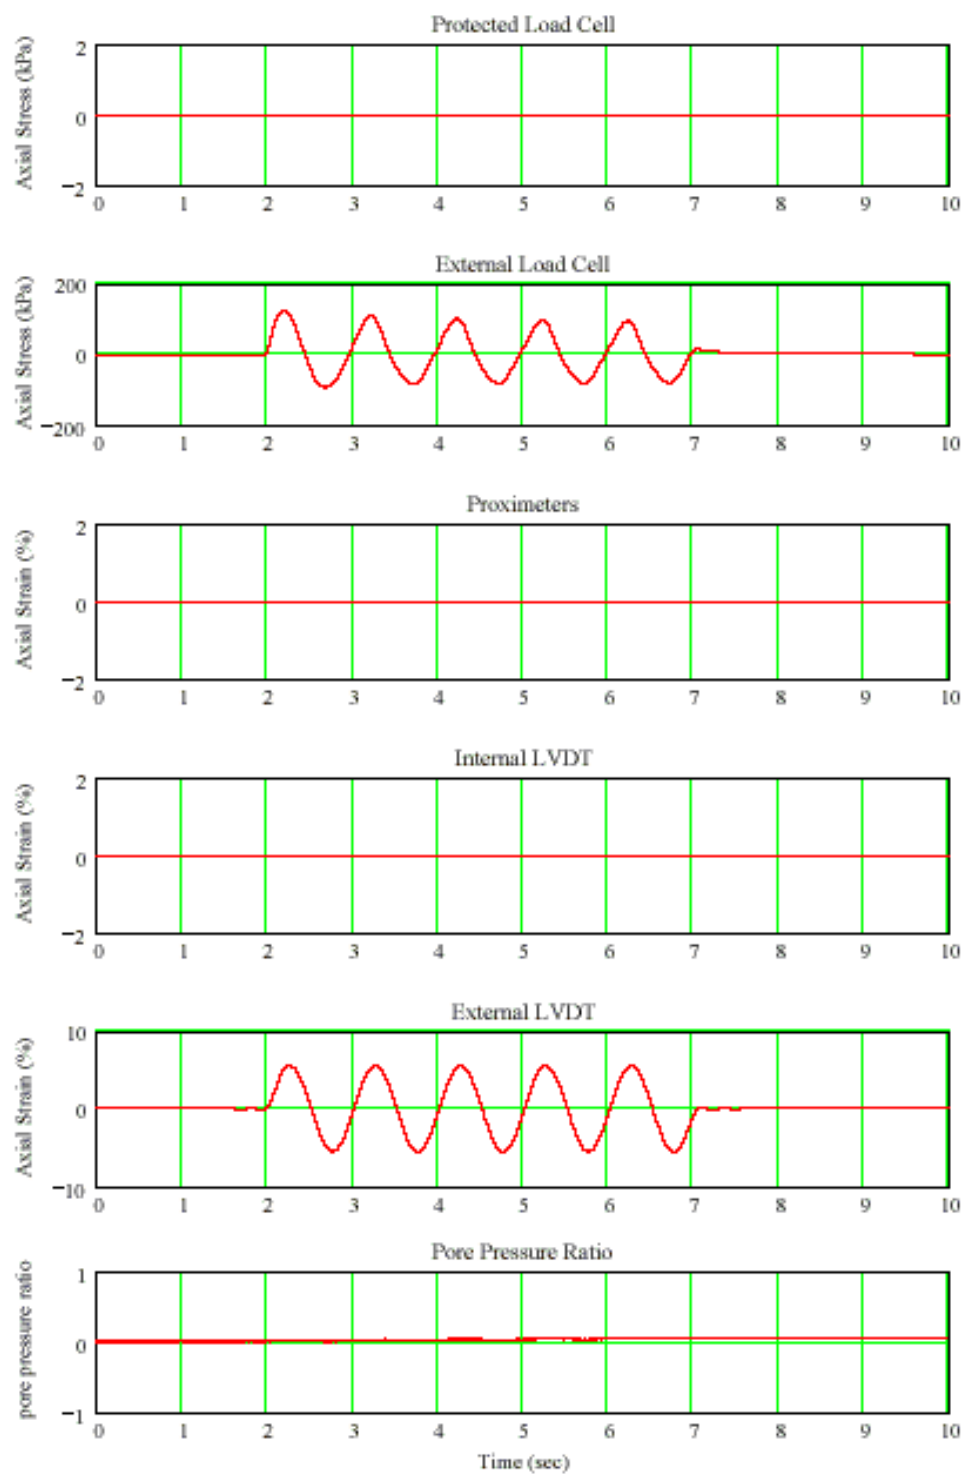 Protected Load Cell
Axial Stress (kPa)
2
0
−2
0 1 2 3 4 5 6 7 8 9 10
External Load Cell
Axial Stress (kPa)
200
0
−200
0 1 2 3 4 5 6 7 8 9 10
Proximeters
Axial Strain (%)
2
0
−2
0 1 2 3 4 5 6 7 8 9 10
Internal LVDT
Axial Strain (%)
2
0
−2
0 1 2 3 4 5 6 7 8 9 10
External LVDT
Axial Strain (%)
10
0
−10
0 1 2 3 4 5 6 7 8 9 10
Pore Pressure Ratio
pore pressure ratio
1
0
−1
0 1 2 3 4 5 6 7 8 9 10
Time (sec)